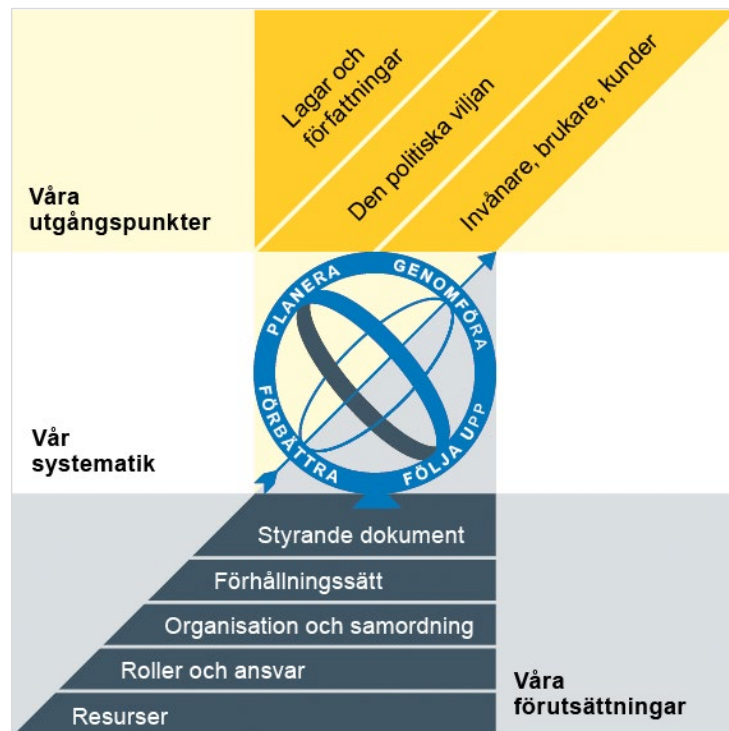 Lagar och
författningar
Den politiska viljan
Invånare, brukare, kunder
Våra
utgångspunkter
PLANERA
GENOMFÖRA
FÖLJA UPP
FÖRBÄTTRA
Vår
systematik
Styrande dokument
Förhållningssätt
Organisation och samordning
Roller och ansvar
Resurser
Våra
förutsättningar